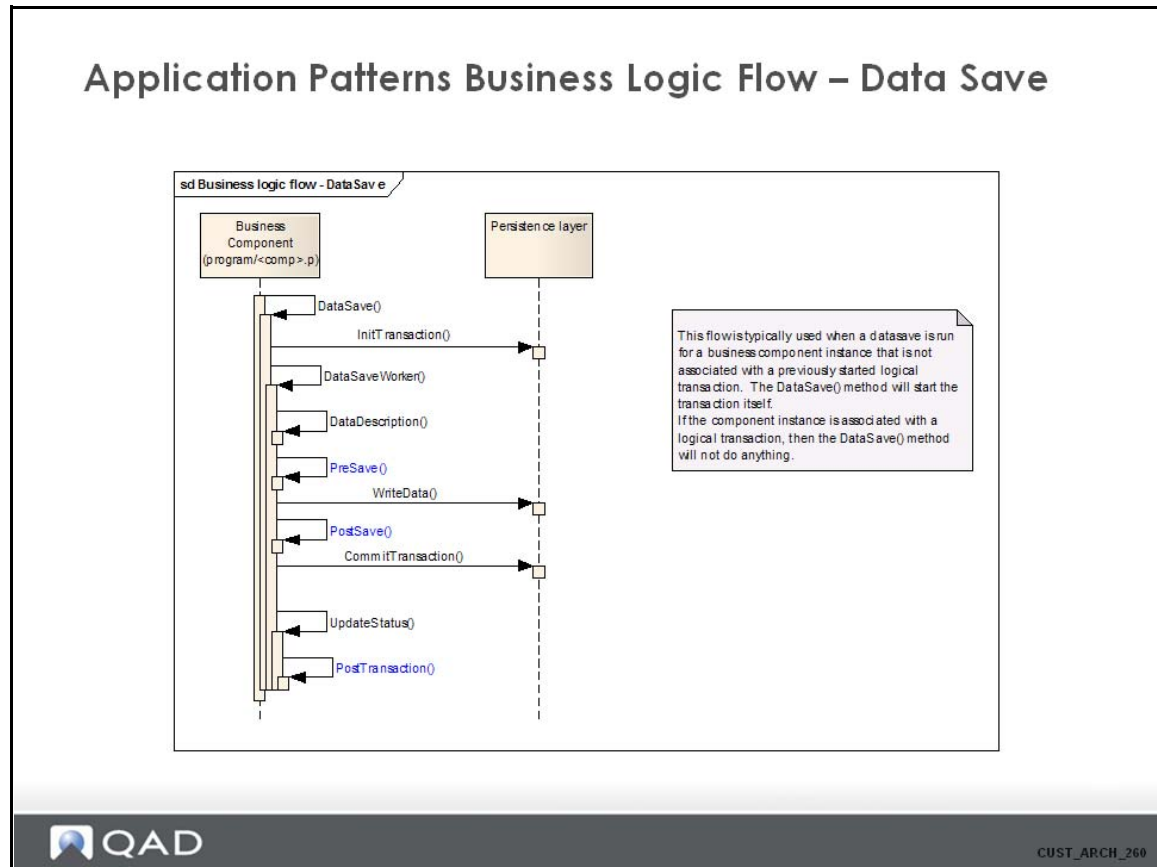 Application Patterns Business Logic Flow – Data Save
sd Business logic flow - DataSave
Business
Component
(program/<comp>.p)
Persistence layer
DataSave()
InitTransaction()
DataSaveWorker()
DataDescription()
PreSave()
WriteData()
PostSave()
CommitTransaction()
UpdateStatus()
PostTransaction()
This flow is typically used when a datasave is run
for a business component instance that is not
associated with a previously started logical
transaction. The DataSave() method will start the
transaction itself.
If the component instance is associated with a
logical transaction, then the DataSave() method
will not do anything.
QAD
CUST_ARCH_260